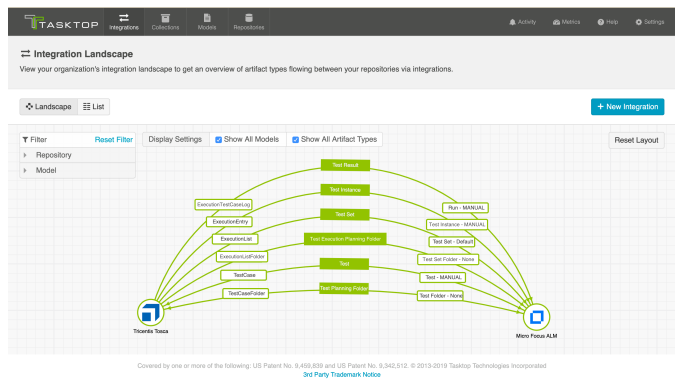 TASKTOP
Integrations
Collections
Models
Repositories
Activity
Metrics
Help
Settings
Integration Landscape
View your organization's integration landscape to get an overview of artifact types flowing between your repositories via integrations.
Landscape
List
+ New Integration
Filter
Reset Filter
Display Settings
Show All Models
Show All Artifact Types
Reset Layout
Repository
Model
Test Result
Test Instance
ExecutionTestCaseLog
Run - MANUAL
Test Set
ExecutionEntry
Test Instance - MANUAL
ExecutionList
Test Execution Planning Folder
Test Set - Default
ExecutionListFolder
Test Set Folder - None
Test
TestCase
Test - MANUAL
Test Planning Folder
TestCaseFolder
Test Folder - None
Tricentis Tosca
Micro Focus ALM
Covered by one or more of the following: US Patent No. 9,459,839 and US Patent No. 9,342,512. © 2013-2019 Tasktop Technologies Incorporated
3rd Party Trademark Notice